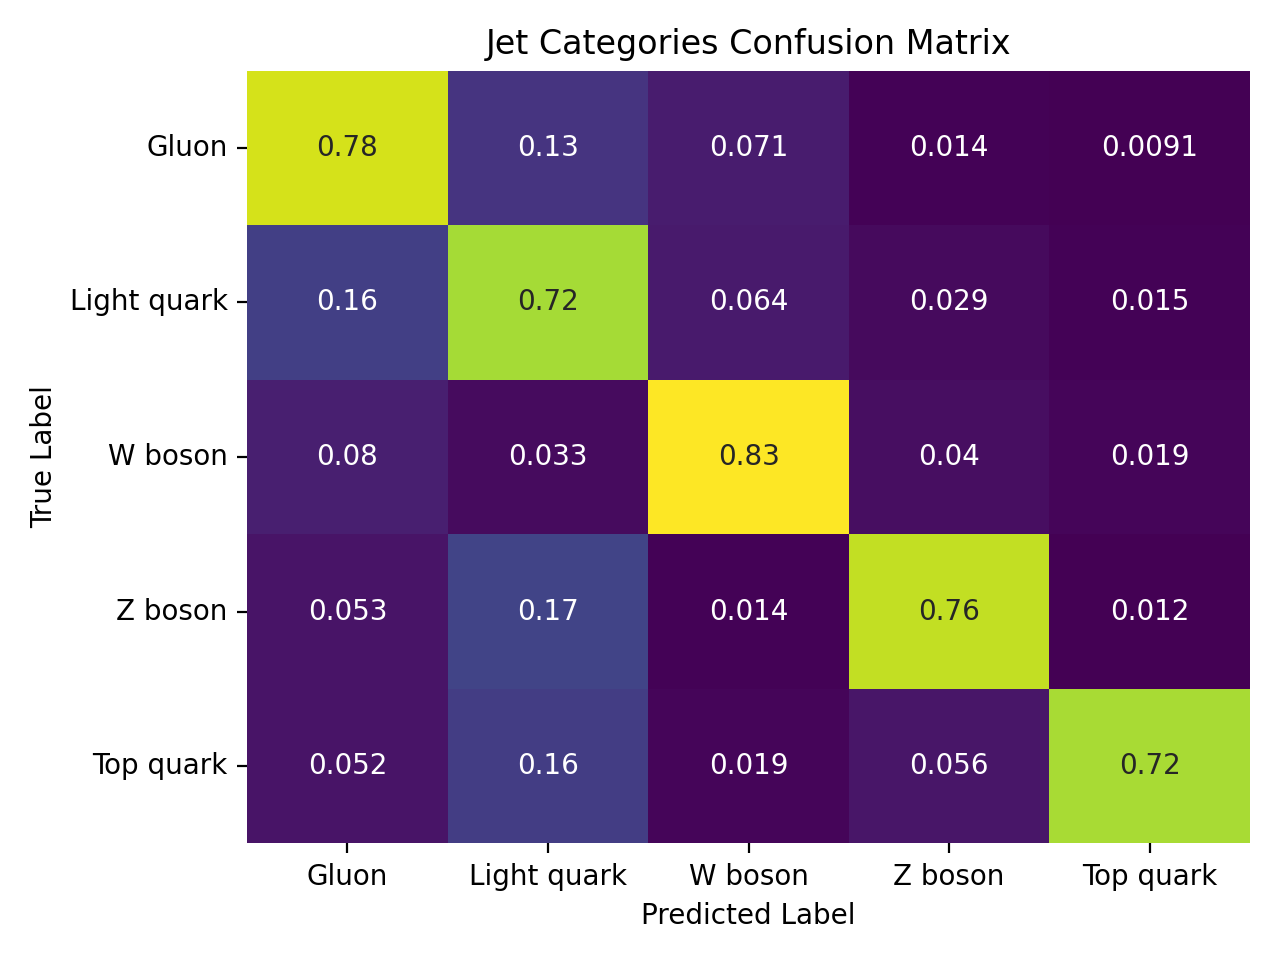 Jet Categories Confusion Matrix
Gluon 0.78 0.13 0.071 0.014 0.0091
Light quark 0.16 0.72 0.064 0.029 0.015
True Label
W boson 0.08 0.033 0.83 0.04 0.019
Z boson 0.053 0.17 0.014 0.76 0.012
Top quark 0.052 0.16 0.019 0.056 0.72
Gluon Light quark W boson Z boson Top quark
Predicted Label